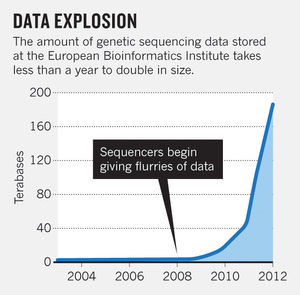 DATA EXPLOSION
The amount of genetic sequencing data stored
at the European Bioinformatics Institute takes
less than a year to double in size.
200
160
120
80
40
0
Terabases
Sequencers begin
giving flurries of data
2004 2006 2008 2010 2012